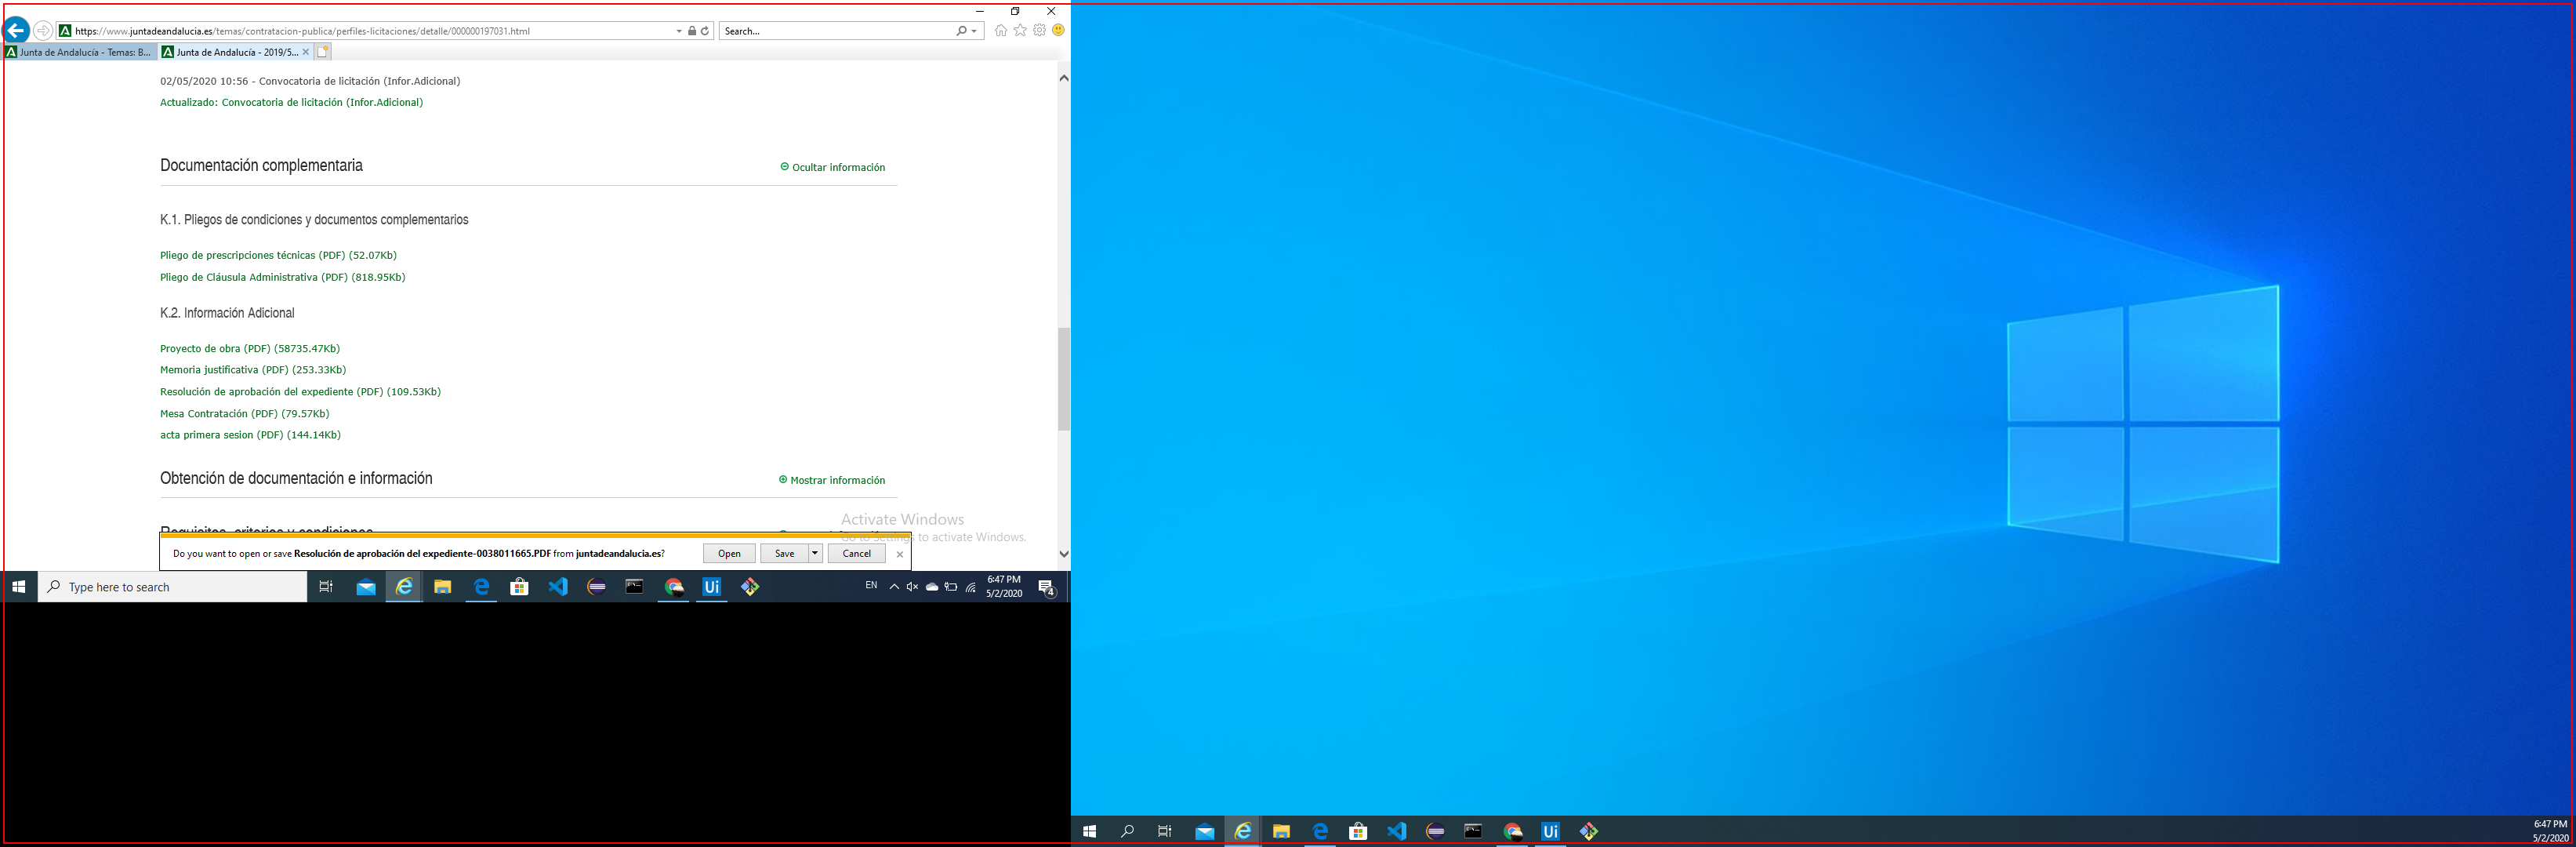 https://www.juntadeandalucia.es/temas/contratacion-publica/perfiles-licitaciones/detalle/000000197031.html
Search...
Junta de Andalucía - Temas: B...
Junta de Andalucía - 2019/5...
02/05/2020 10:56 - Convocatoria de licitación (Infor.Adicional)
Actualizado: Convocatoria de licitación (Infor.Adicional)
Documentación complementaria
Ocultar información
K.1. Pliegos de condiciones y documentos complementarios
Pliego de prescripciones técnicas (PDF) (52.07Kb)
Pliego de Cláusula Administrativa (PDF) (818.95Kb)
K.2. Información Adicional
Proyecto de obra (PDF) (58735.47Kb)
Memoria justificativa (PDF) (253.33Kb)
Resolución de aprobación del expediente (PDF) (109.53Kb)
Mesa Contratación (PDF) (79.57Kb)
acta primera sesion (PDF) (144.14Kb)
Obtención de documentación e información
Mostrar información
Requisitos, criterios y condiciones
Activate Windows
Go to Settings to activate Windows.
Do you want to open or save Resolución de aprobación del expediente-0038011665.PDF from juntadeandalucia.es?
Open
Save
Cancel
Type here to search
Ui
EN
6:47 PM
5/2/2020
4
Ui
6:47 PM
5/2/2020